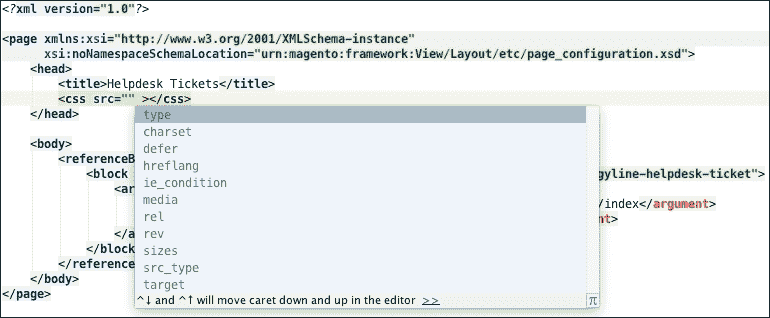 <?xml version="1.0"?>
<page xmlns:xsi="http://www.w3.org/2001/XMLSchema-instance"
xsi:noNamespaceSchemaLocation="urn:magento:framework:View/Layout/etc/page_configuration.xsd">
<head>
<title>Helpdesk Tickets</title>
<css src="" ></css>
</head>
type
charset
defer
hreflang
ie_condition
media
rel
rev
sizes
src_type
target
^↓ and ^↑ will move caret down and up in the editor >>
π
<body>
<referenceB
<block gyline-helpdesk-ticket">
<ar
/index</argument>
nt>
</a
</block
</reference
</body>
</page>